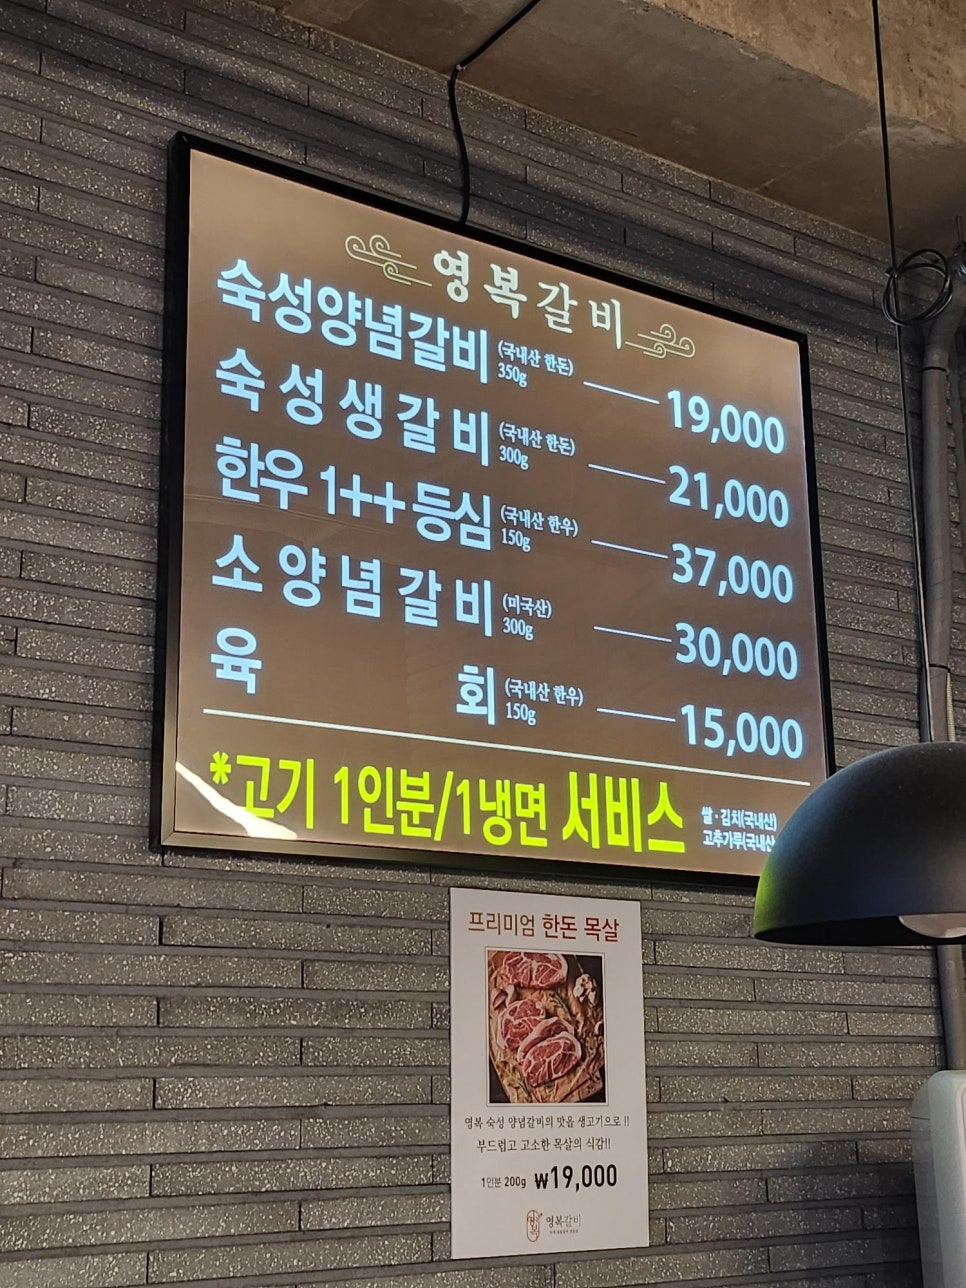 영복갈비
숙성양념갈비 (국내산 한돈) 350g 19,000
숙성생갈비 (국내산 한돈) 300g 21,000
한우 1++ 등심 (국내산 한우) 150g 37,000
소양념갈비 (미국산) 300g 30,000
육회 (국내산 한우) 150g 15,000
*고기 1인분/1냉면 서비스
쌀·김치(국내산)
고추가루(국내산
프리미엄 한돈 목살
영복 숙성 양념갈비의 맛을 생고기로 !!
부드럽고 고소한 목살의 식감!!
1인분 200g ₩19,000
영복갈비